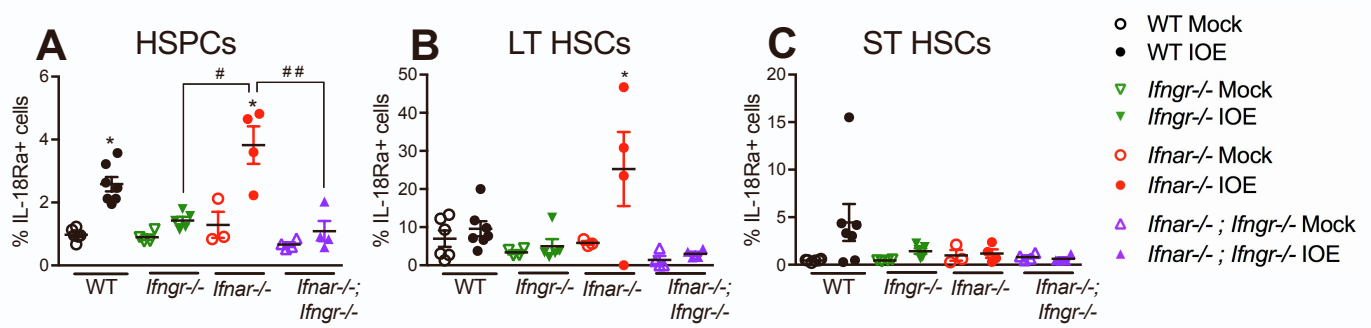 A HSPCs
% IL-18Ra+ cells
6
4
2
0
*
#
*
##
WT Ifngr-/- Ifnar-/- Ifnar-/-;
Ifngr-/-
B LT HSCs
% IL-18Ra+ cells
50
40
30
20
10
0
*
WT Ifngr-/- Ifnar-/- Ifnar-/-;
Ifngr-/-
C ST HSCs
% IL-18Ra+ cells
20
15
10
5
0
WT Ifngr-/- Ifnar-/- Ifnar-/-;
Ifngr-/-
WT Mock
WT IOE
Ifngr-/- Mock
Ifngr-/- IOE
Ifnar-/- Mock
Ifnar-/- IOE
Ifnar-/- ; Ifngr-/- Mock
Ifnar-/- ; Ifngr-/- IOE